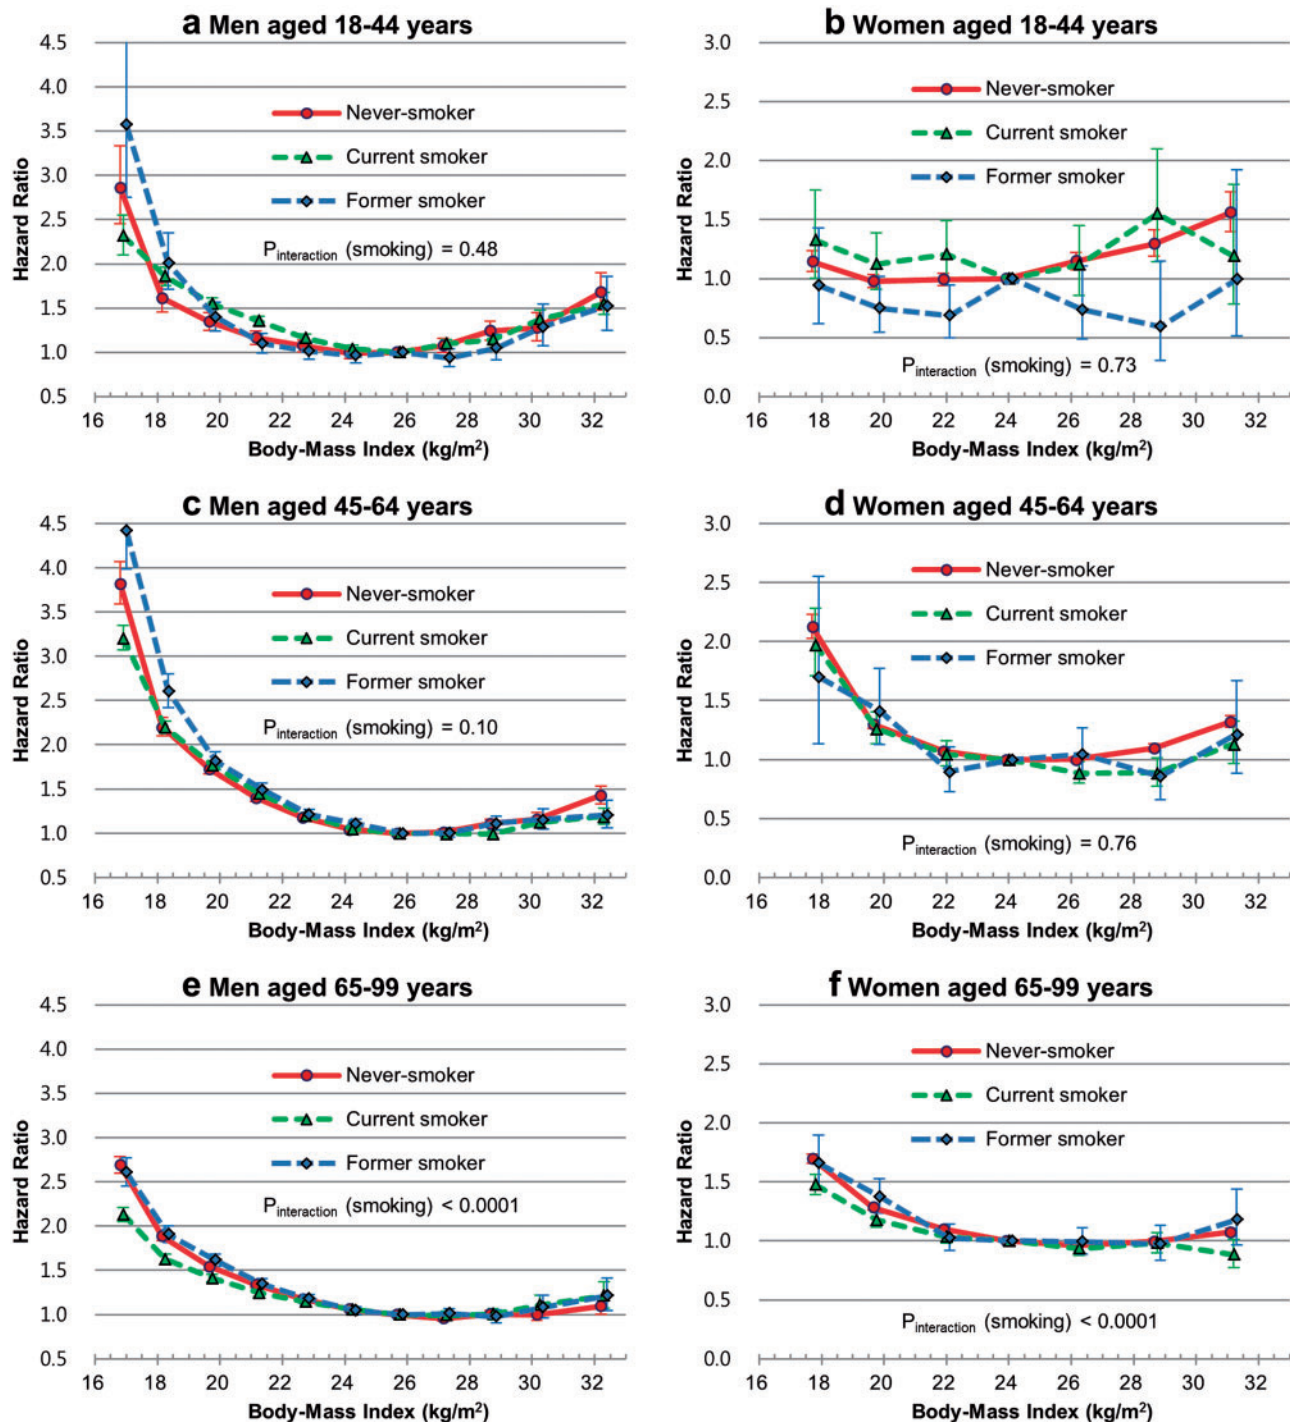 a Men aged 18-44 years
4.5
4.0
3.5
3.0
2.5
2.0
1.5
1.0
0.5
Hazard Ratio
Never-smoker
Current smoker
Former smoker
Pinteraction (smoking) = 0.48
16 18 20 22 24 26 28 30 32
Body-Mass Index (kg/m²)
b Women aged 18-44 years
3.0
2.5
2.0
1.5
1.0
0.5
0.0
Hazard Ratio
Never-smoker
Current smoker
Former smoker
Pinteraction (smoking) = 0.73
16 18 20 22 24 26 28 30 32
Body-Mass Index (kg/m²)
c Men aged 45-64 years
4.5
4.0
3.5
3.0
2.5
2.0
1.5
1.0
0.5
Hazard Ratio
Never-smoker
Current smoker
Former smoker
Pinteraction (smoking) = 0.10
16 18 20 22 24 26 28 30 32
Body-Mass Index (kg/m²)
d Women aged 45-64 years
3.0
2.5
2.0
1.5
1.0
0.5
0.0
Hazard Ratio
Never-smoker
Current smoker
Former smoker
Pinteraction (smoking) = 0.76
16 18 20 22 24 26 28 30 32
Body-Mass Index (kg/m²)
e Men aged 65-99 years
4.5
4.0
3.5
3.0
2.5
2.0
1.5
1.0
0.5
Hazard Ratio
Never-smoker
Current smoker
Former smoker
Pinteraction (smoking) < 0.0001
16 18 20 22 24 26 28 30 32
Body-Mass Index (kg/m²)
f Women aged 65-99 years
3.0
2.5
2.0
1.5
1.0
0.5
0.0
Hazard Ratio
Never-smoker
Current smoker
Former smoker
Pinteraction (smoking) < 0.0001
16 18 20 22 24 26 28 30 32
Body-Mass Index (kg/m²)